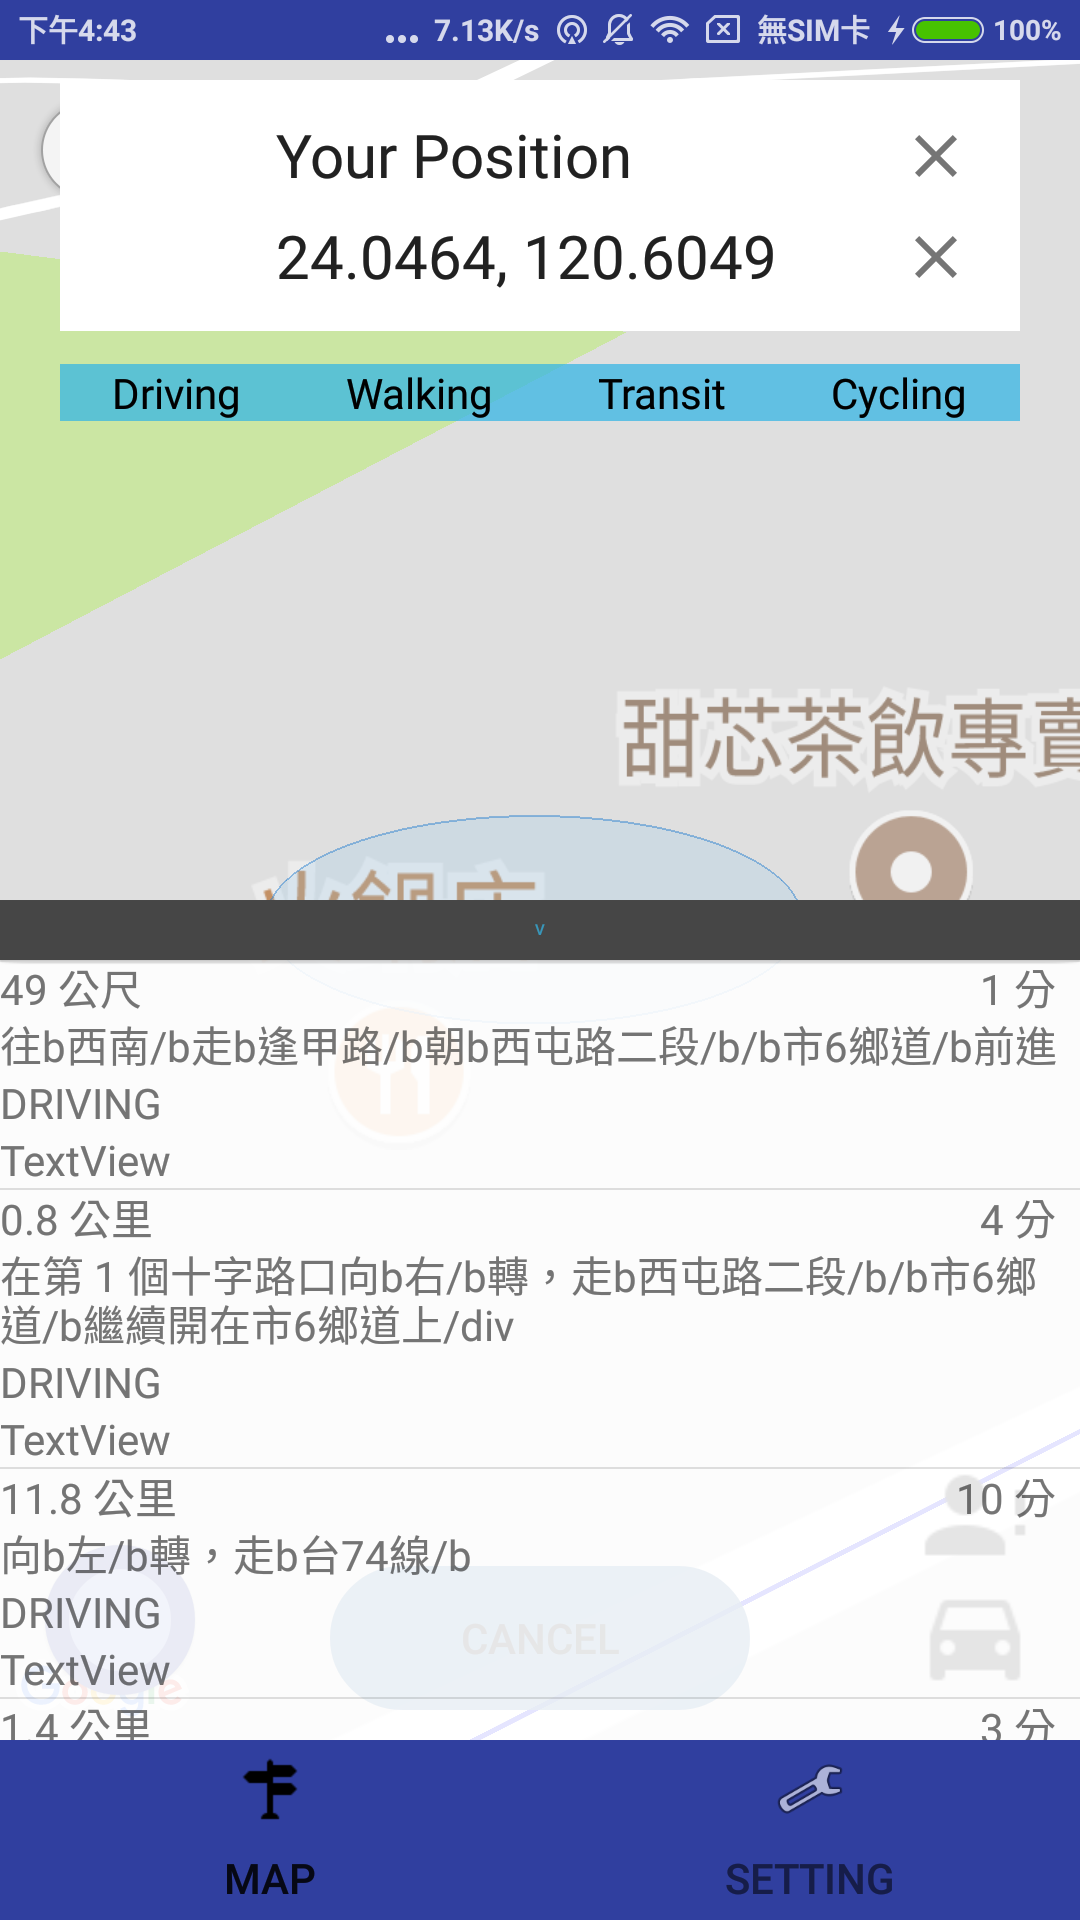 下午4:43
... 7.13K/s 無SIM卡 100%
Your Position
24.0464, 120.6049
Driving Walking Transit Cycling
甜芯茶飲專賣
v
49 公尺 1 分
往b西南/b走b逢甲路/b朝b西屯路二段/b/b市6鄉道/b前進
DRIVING
TextView
0.8 公里 4 分
在第 1 個十字路口向b右/b轉，走b西屯路二段/b/b市6鄉
道/b繼續開在市6鄉道上/div
DRIVING
TextView
11.8 公里 10 分
向b左/b轉，走b台74線/b
DRIVING
CANCEL
TextView
Google
1.4 公里 3 分
MAP SETTING